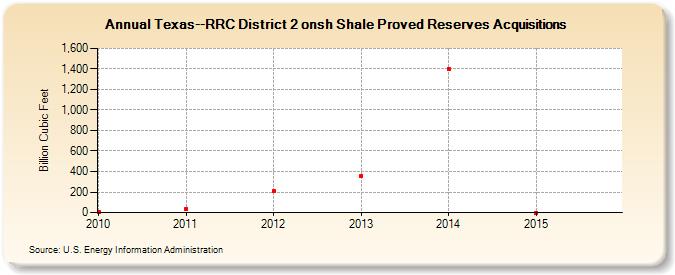 Annual Texas--RRC District 2 onsh Shale Proved Reserves Acquisitions
Billion Cubic Feet
1,600
1,400
1,200
1,000
800
600
400
200
0
2010 2011 2012 2013 2014 2015
Source: U.S. Energy Information Administration